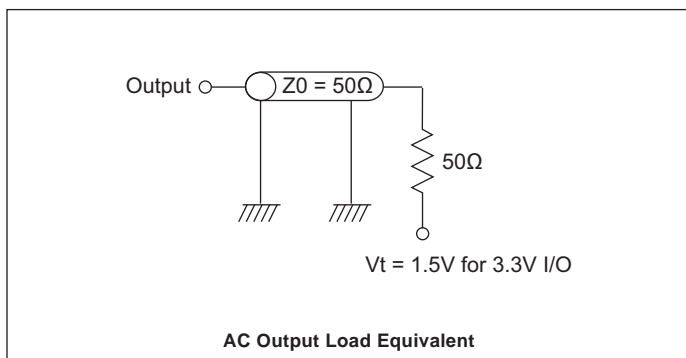 Output
Z0 = 50Ω
50Ω
Vt = 1.5V for 3.3V I/O
AC Output Load Equivalent